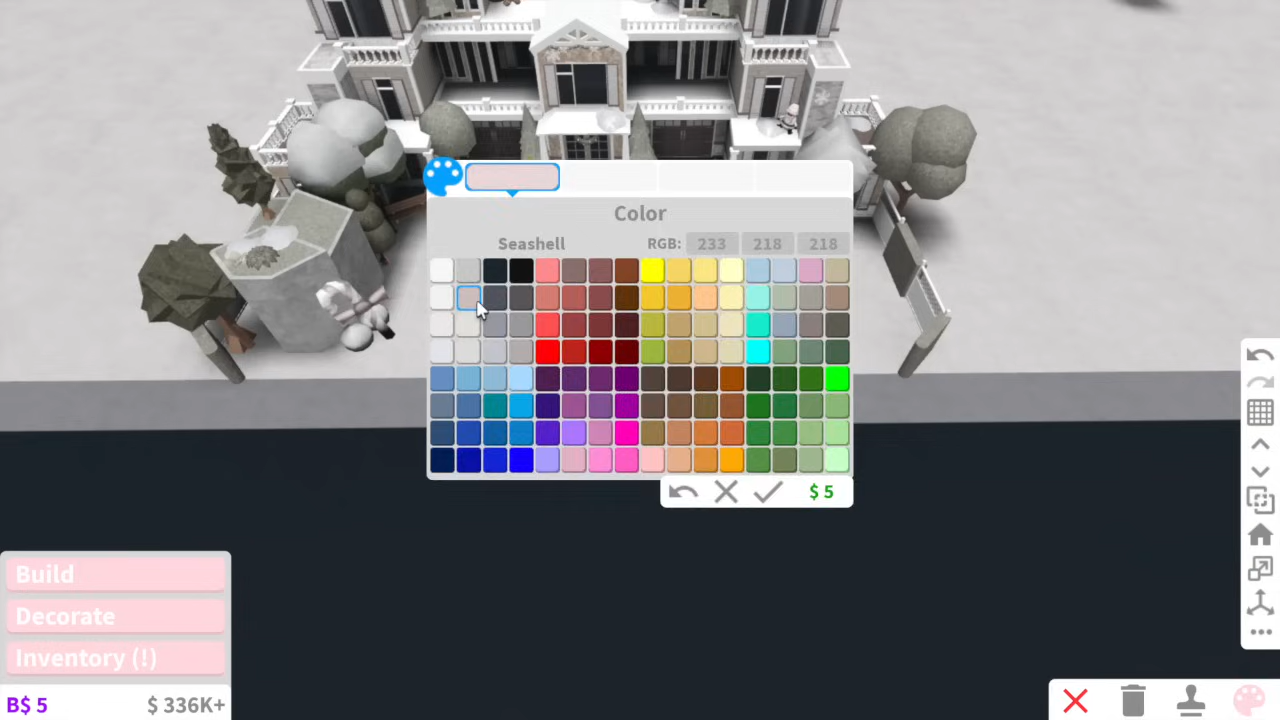 Color
Seashell RGB: 233 218 218
$ 5
Build
Decorate
Inventory (!)
B$ 5 $ 336K+